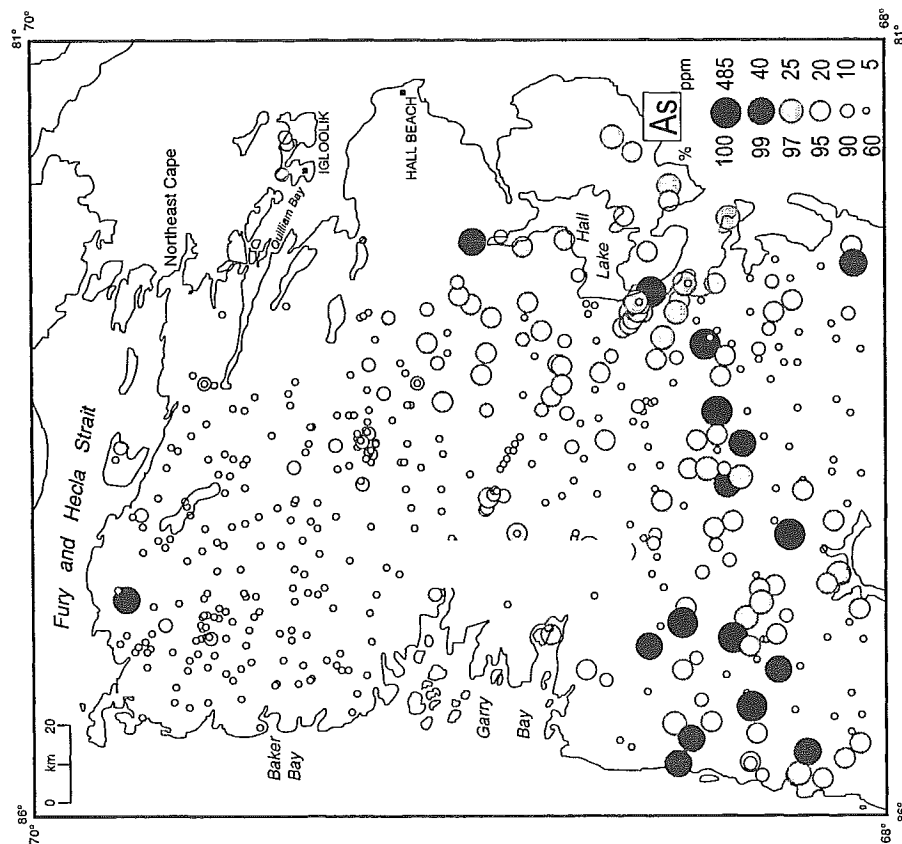 81°
70°
68°
81°
Northeast Cape
IGLOOLIK
Quilliam Bay
HALL BEACH
Fury and Hecla Strait
Hall
Lake
Baker
Bay
Garry
Bay
20
km
0
86°
70°
68°
As
ppm
%
100 485
99 40
97 25
95 20
90 10
60 5